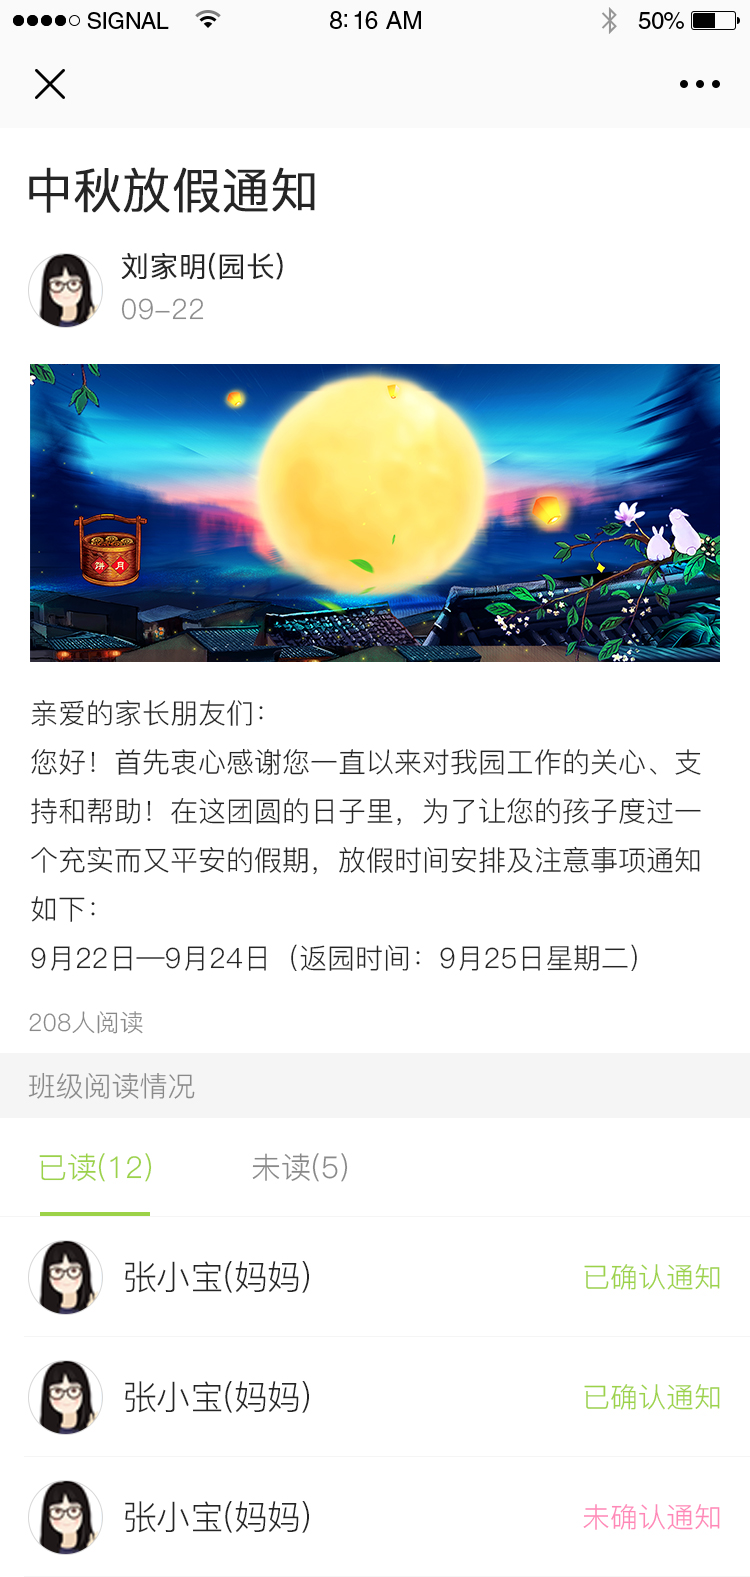 SIGNAL
8:16 AM
50%
中秋放假通知
刘家明(园长)
09-22
饼 月
亲爱的家长朋友们：
您好！首先衷心感谢您一直以来对我园工作的关心、支
持和帮助！在这团圆的日子里，为了让您的孩子度过一
个充实而又平安的假期，放假时间安排及注意事项通知
如下：
9月22日—9月24日（返园时间：9月25日星期二）
208人阅读
班级阅读情况
已读(12)
未读(5)
张小宝(妈妈)
已确认通知
张小宝(妈妈)
已确认通知
张小宝(妈妈)
未确认通知